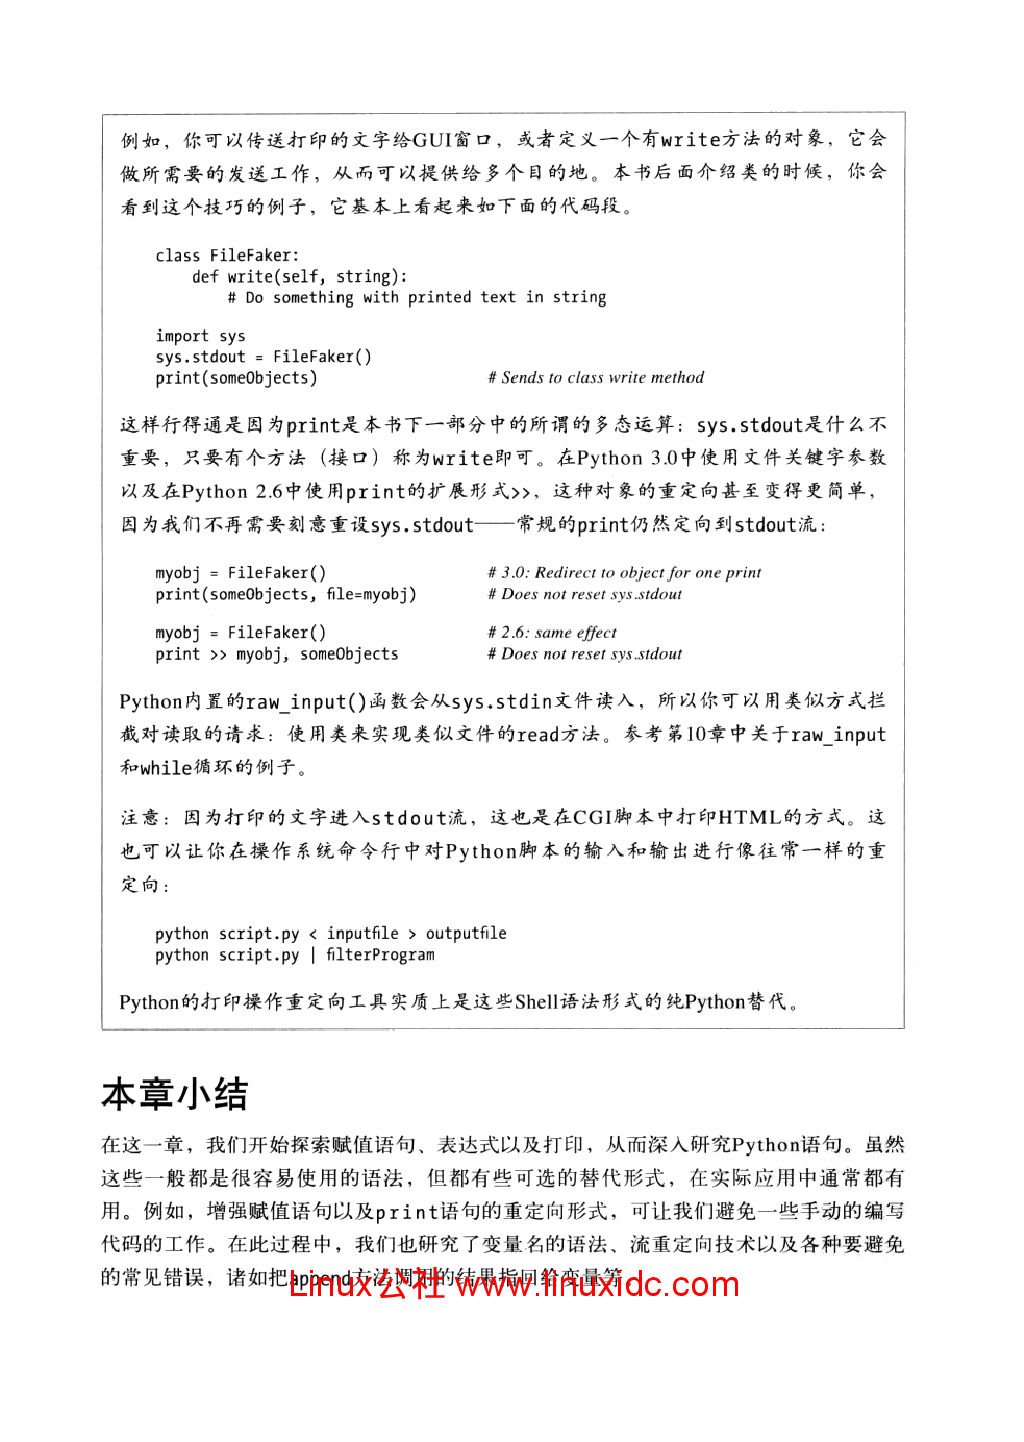 例如，你可以传送打印的文字给GUI窗口，或者定义一个有write方法的对象，它会
做所需要的发送工作，从而可以提供给多个目的地。本书后面介绍类的时候，你会
看到这个技巧的例子，它基本上看起来如下面的代码段。
class FileFaker:
    def write(self, string):
        # Do something with printed text in string
import sys
sys.stdout = FileFaker()
print(someObjects) # Sends to class write method
这样行得通是因为print是本书下一部分中的所谓的多态运算：sys.stdout是什么不
重要，只要有个方法（接口）称为write即可。在Python 3.0中使用文件关键字参数
以及在Python 2.6中使用print的扩展形式>>，这种对象的重定向甚至变得更简单，
因为我们不再需要刻意重设sys.stdout——常规的print仍然定向到stdout流：
myobj = FileFaker() # 3.0: Redirect to object for one print
print(someObjects, file=myobj) # Does not reset sys.stdout
myobj = FileFaker() # 2.6: same effect
print >> myobj, someObjects # Does not reset sys.stdout
Python内置的raw_input()函数会从sys.stdin文件读入，所以你可以用类似方式拦
截对读取的请求：使用类来实现类似文件的read方法。参考第10章中关于raw_input
和while循环的例子。
注意：因为打印的文字进入stdout流，这也是在CGI脚本中打印HTML的方式。这
也可以让你在操作系统命令行中对Python脚本的输入和输出进行像往常一样的重
定向：
python script.py < inputfile > outputfile
python script.py | filterProgram
Python的打印操作重定向工具实质上是这些Shell语法形式的纯Python替代。
本章小结
在这一章，我们开始探索赋值语句、表达式以及打印，从而深入研究Python语句。虽然
这些一般都是很容易使用的语法，但都有些可选的替代形式，在实际应用中通常都有
用。例如，增强赋值语句以及print语句的重定向形式，可让我们避免一些手动的编写
代码的工作。在此过程中，我们也研究了变量名的语法、流重定向技术以及各种要避免
的常见错误，诸如把append方法调用的结果指回给变量等
Linux公社 www.linuxidc.com